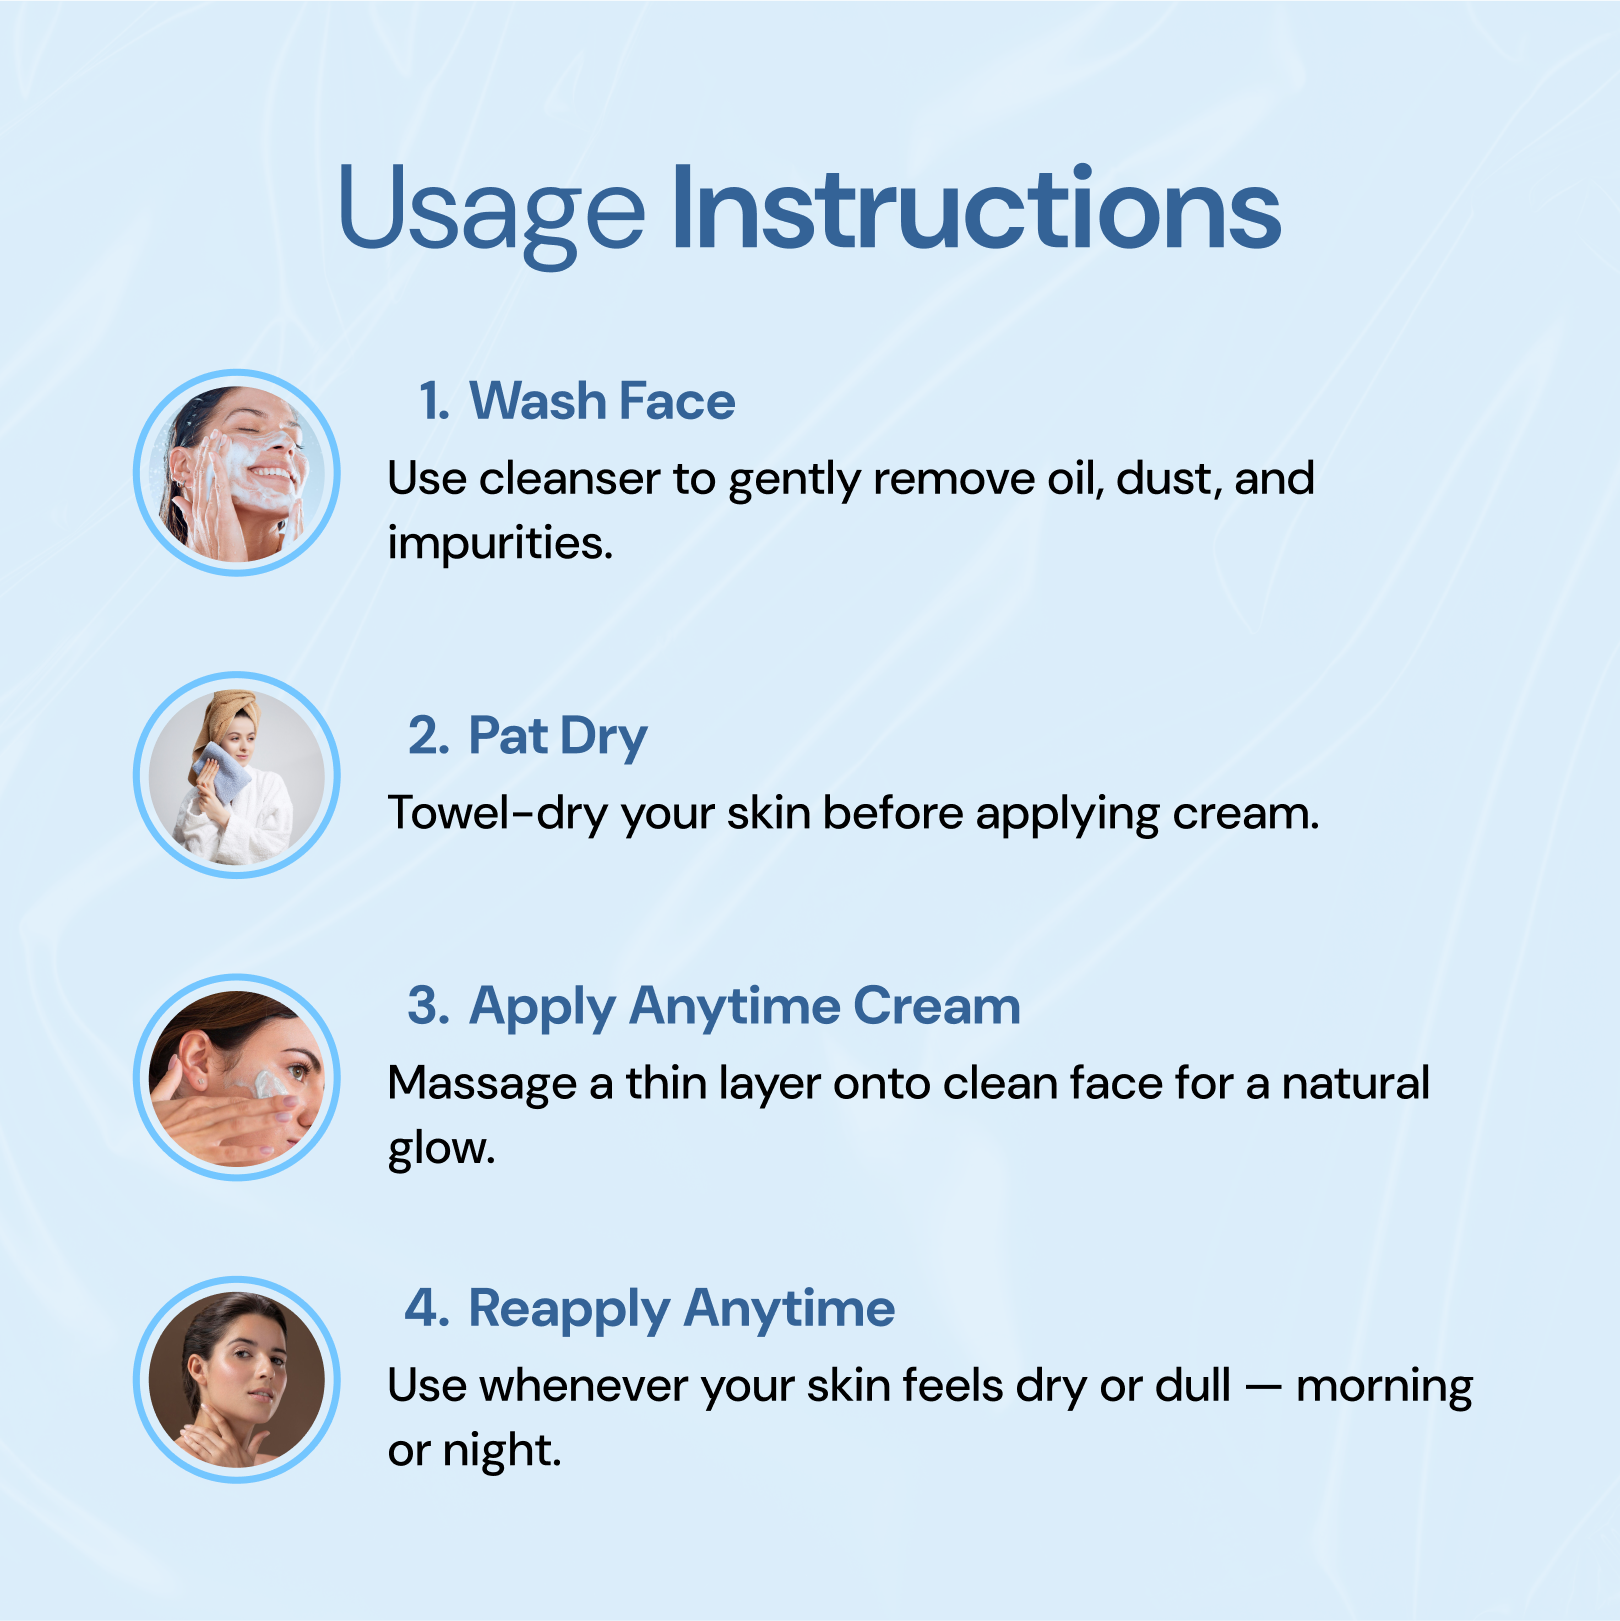 Usage Instructions
1. Wash Face
Use cleanser to gently remove oil, dust, and
impurities.
2. Pat Dry
Towel-dry your skin before applying cream.
3. Apply Anytime Cream
Massage a thin layer onto clean face for a natural
glow.
4. Reapply Anytime
Use whenever your skin feels dry or dull — morning
or night.